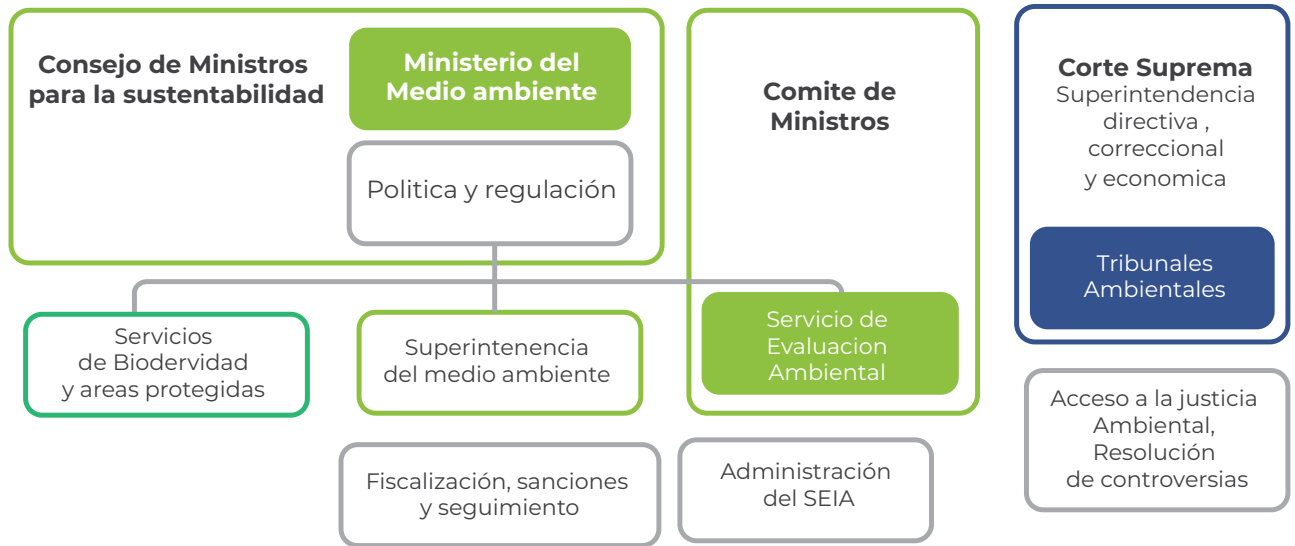 Consejo de Ministros
para la sustentabilidad
Ministerio del
Medio ambiente
Politica y regulación
Comite de
Ministros
Corte Suprema
Superintendencia
directiva ,
correccional
y economica
Tribunales
Ambientales
Servicios
de Biodervidad
y areas protegidas
Superintenencia
del medio ambiente
Servicio de
Evaluacion
Ambiental
Fiscalización, sanciones
y seguimiento
Administración
del SEIA
Acceso a la justicia
Ambiental,
Resolución
de controversias